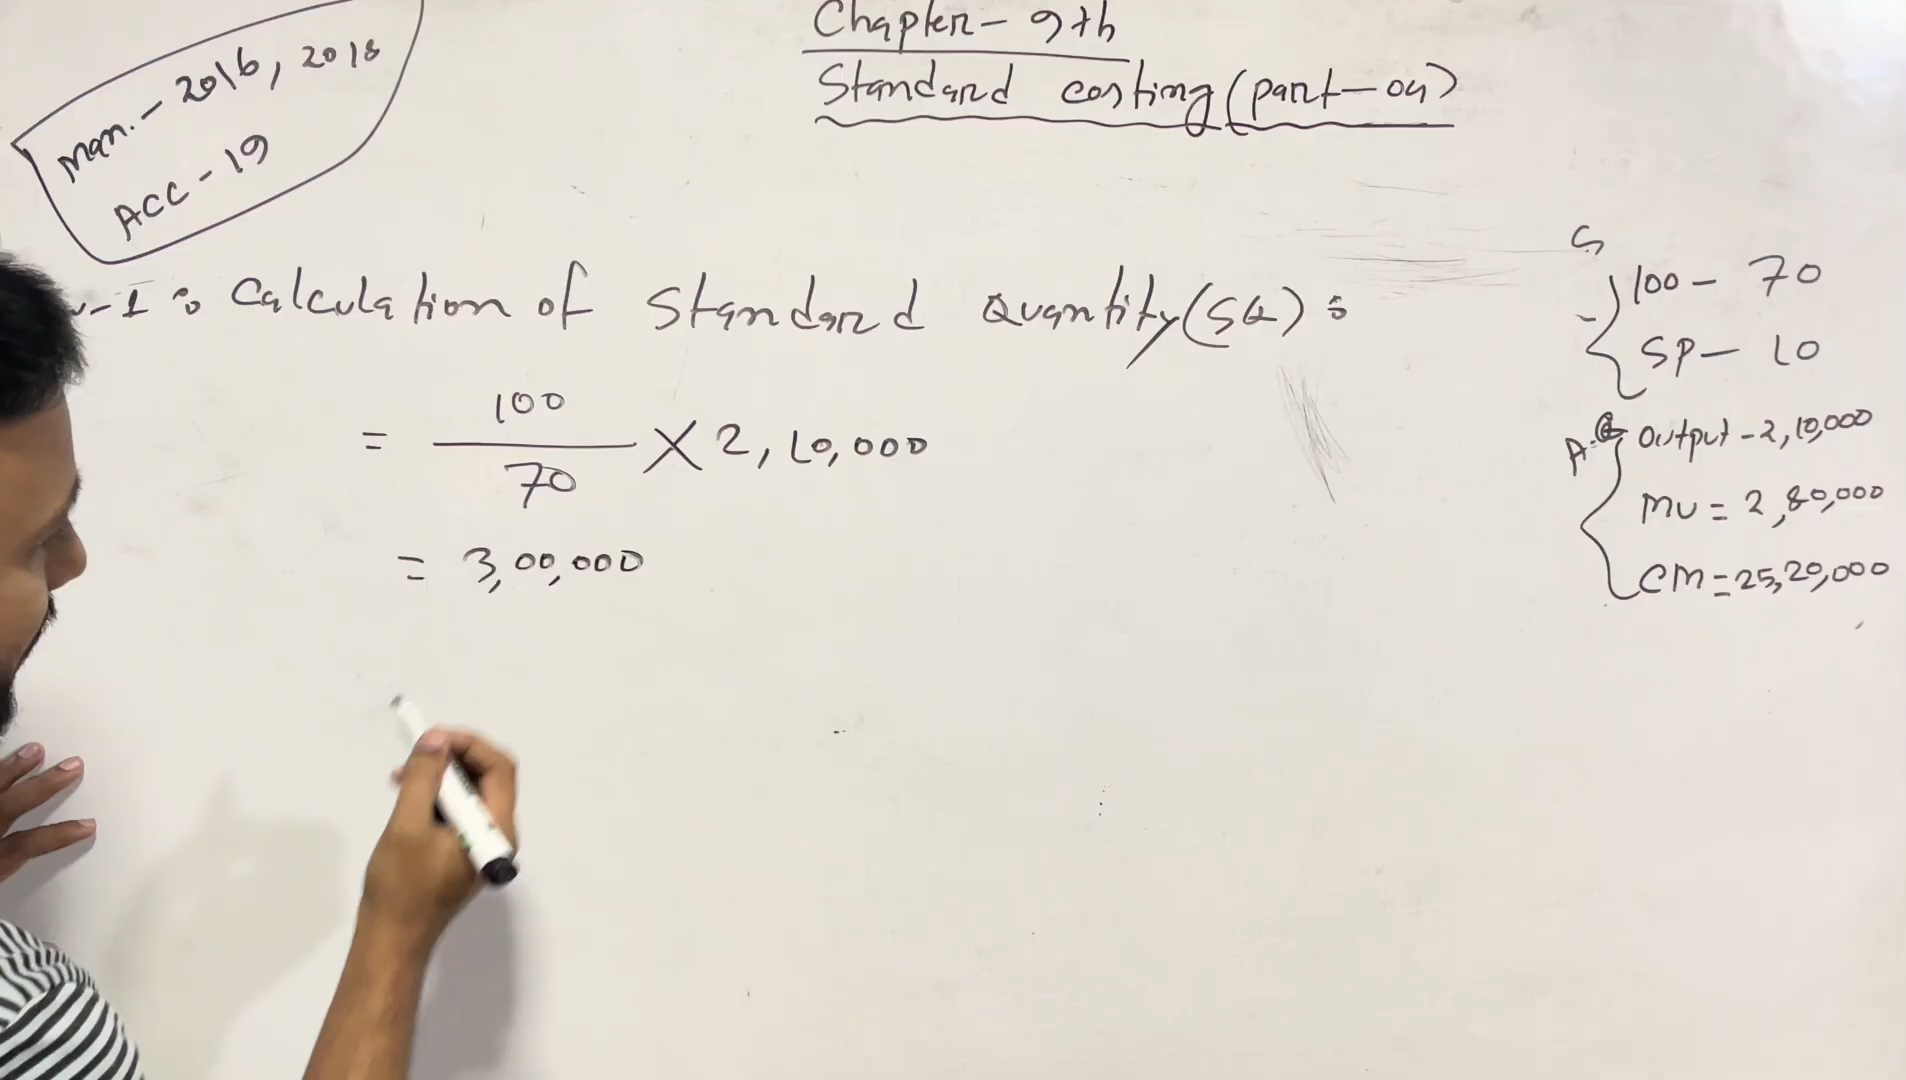 Man. - 2016, 2018
ACC - 19
Chapter - 9th
Standard costing (part - 04)
-1 : Calculation of Standard Quantity (SQ) :
= 100 / 70 × 2,10,000
= 3,00,000
S
100 - 70
SP - 10
A.
Output - 2,10,000
MU = 2,80,000
CM = 25,20,000